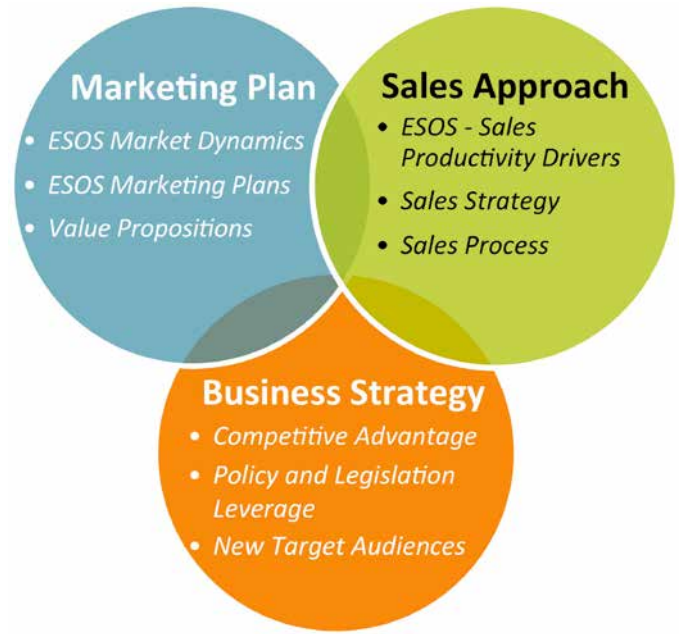 Marketing Plan
• ESOS Market Dynamics
• ESOS Marketing Plans
• Value Propositions
Sales Approach
• ESOS - Sales
Productivity Drivers
• Sales Strategy
• Sales Process
Business Strategy
• Competitive Advantage
• Policy and Legislation
Leverage
• New Target Audiences